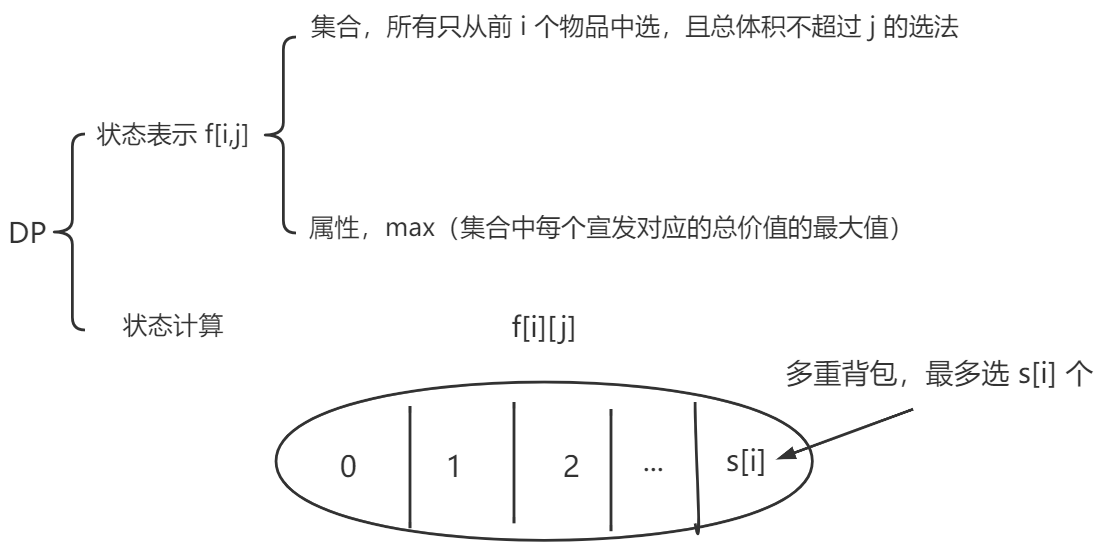 集合，所有只从前 i 个物品中选，且总体积不超过 j 的选法
状态表示 f[i,j]
DP
属性，max（集合中每个宣发对应的总价值的最大值）
状态计算
f[i][j]
多重背包，最多选 s[i] 个
0 1 2 ... s[i]